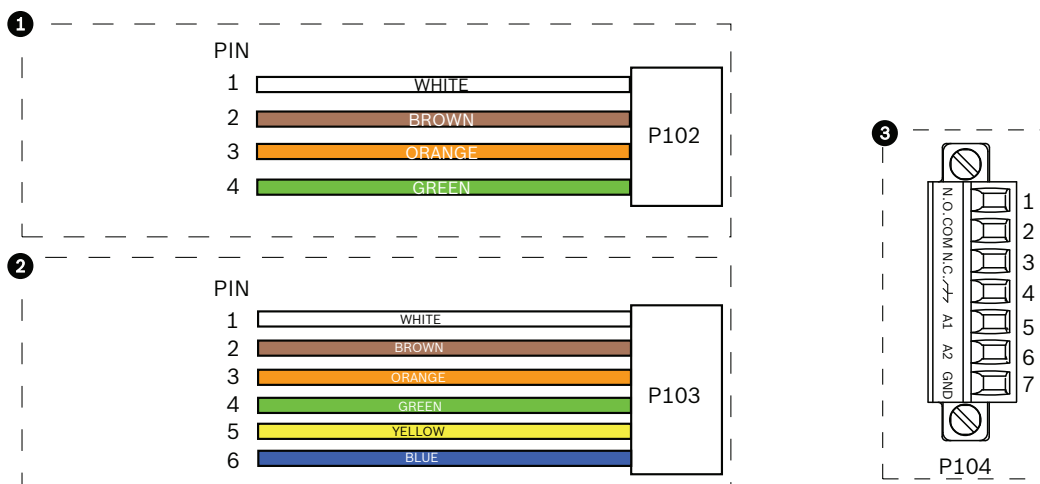 1
PIN
1 WHITE
2 BROWN
3 ORANGE
4 GREEN
P102
2
PIN
1 WHITE
2 BROWN
3 ORANGE
4 GREEN
5 YELLOW
6 BLUE
P103
3
N.O. 1
COM 2
N.C. 3
4
A1 5
A2 6
GND 7
P104